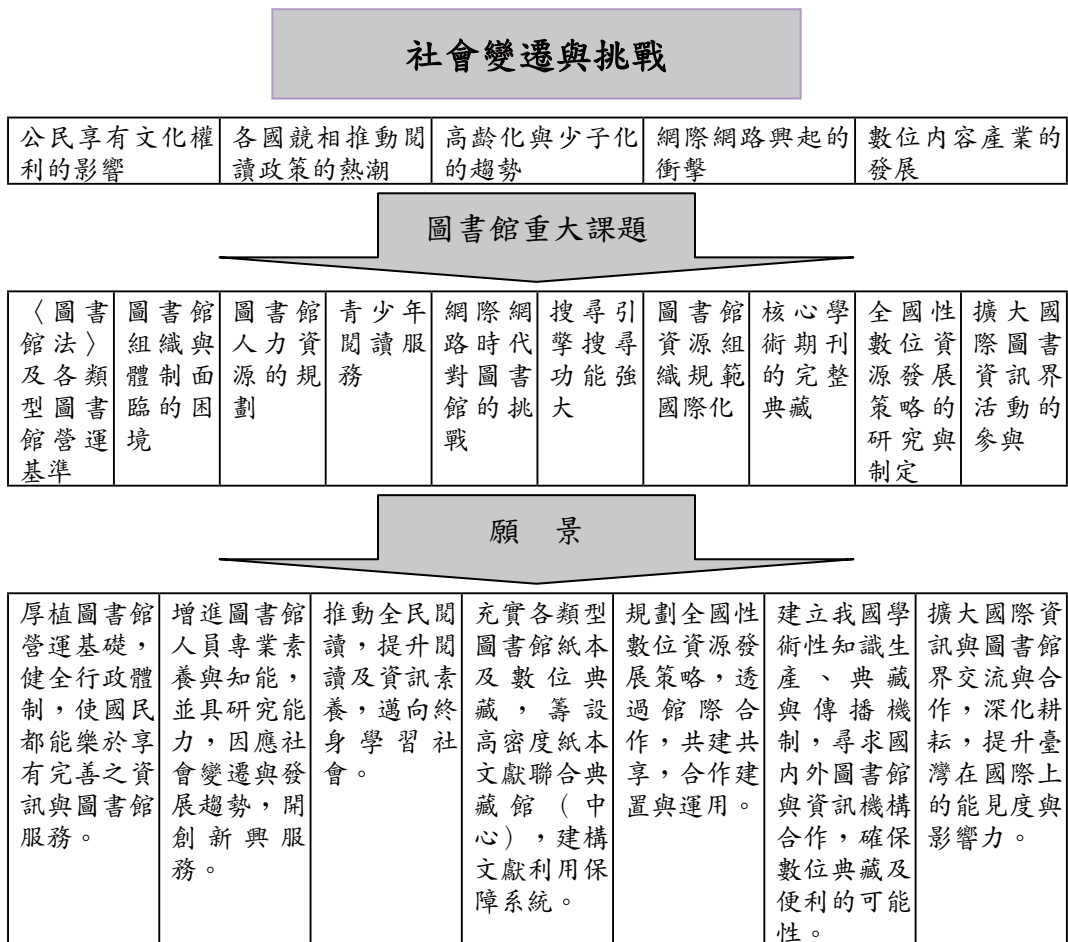 社會變遷與挑戰
公民享有文化權
利的影響
各國競相推動閱
讀政策的熱潮
高齡化與少子化
的趨勢
網際網路興起的
衝擊
數位內容產業的
發展
圖書館重大課題
〈圖書
館法〉
及各類
型圖書
館營運
基準
圖書館
組織與
體制面
臨的困
境
圖書館
人力資
源的規
劃
青少年
閱讀服
務
網際網
路時代
對圖書
館的挑
戰
搜尋引
擎搜尋
功能強
大
圖書館
資源組
織規範
國際化
核心學
術期刊
的完整
典藏
全國性
數位資
源發展
策略的
研究與
制定
擴大國
際圖書
資訊界
活動的
參與
願 景
厚植圖書館
營運基礎，
健全行政體
制，使國民
都能樂於享
有完善之資
訊與圖書館
服務。
增進圖書館
人員專業素
養與知能，
並具研究能
力，因應社
會變遷與發
展趨勢，開
創新興服
務。
推動全民閱
讀，提升閱
讀及資訊素
養，邁向終
身學習社
會。
充實各類型
圖書館紙本
及數位典
藏，籌設
高密度紙本
文獻聯合典
藏館（中
心），建構
文獻利用保
障系統。
規劃全國性
數位資源發
展策略，透
過館際合
作，共建共
享，合作建
置與運用。
建立我國學
術性知識生
產、典藏
與傳播機
制，尋求國
內外圖書館
與資訊機構
合作，確保
數位典藏及
便利的可能
性。
擴大國際資
訊與圖書館
界交流與合
作，深化耕
耘，提升臺
灣在國際上
的能見度與
影響力。